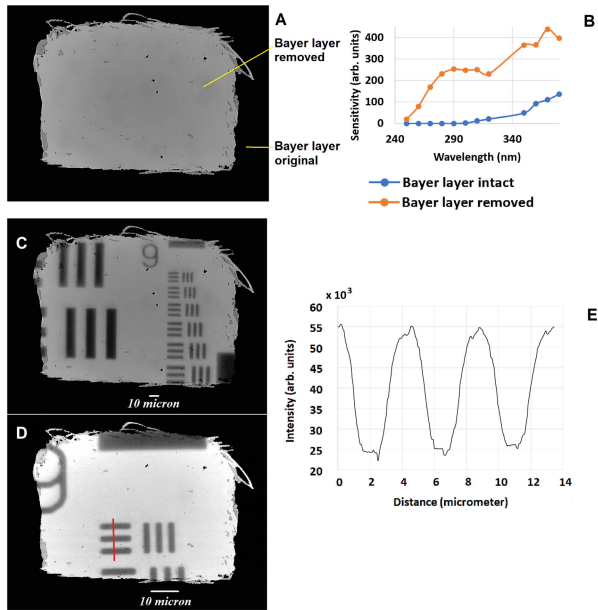 A
Bayer layer
removed
Bayer layer
original
B
Sensitivity (arb. units)
400
300
200
100
0
240
290
340
Wavelength (nm)
Bayer layer intact
Bayer layer removed
C
9
10 micron
D
9
10 micron
E
60 x 10³
55
50
45
40
35
30
25
20
Intensity (arb. units)
0
2
4
6
8
10
12
14
Distance (micrometer)